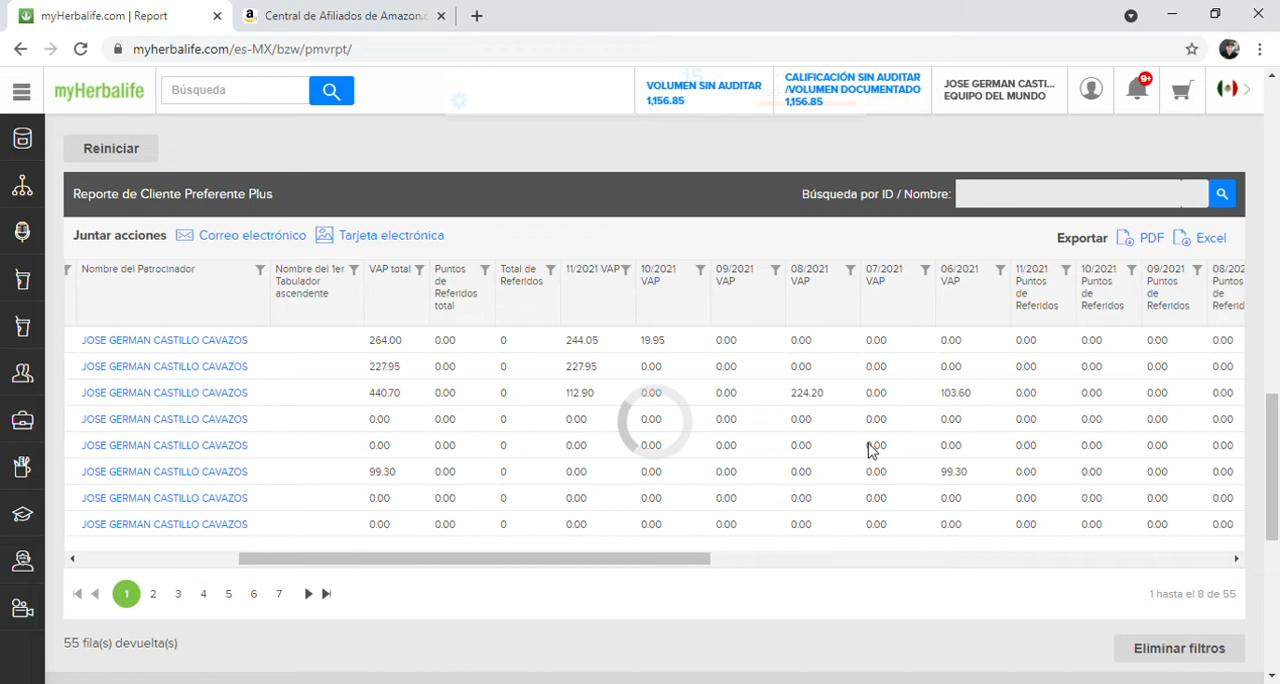 myHerbalife.com | Report
Central de Afiliados de Amazon.c
myherbalife.com/es-MX/bzw/pmvrpt/
myHerbalife
Búsqueda
VOLUMEN SIN AUDITAR
1,156.85
CALIFICACIÓN SIN AUDITAR
/VOLUMEN DOCUMENTADO
1,156.85
JOSE GERMAN CASTI...
EQUIPO DEL MUNDO
9+
Reiniciar
Reporte de Cliente Preferente Plus
Búsqueda por ID / Nombre:
Juntar acciones Correo electrónico Tarjeta electrónica
Exportar PDF Excel
Nombre del Patrocinador
Nombre del 1er
Tabulador
ascendente
VAP total
Puntos
de
Referidos
total
Total de
Referidos
11/2021 VAP
10/2021
VAP
09/2021
VAP
08/2021
VAP
07/2021
VAP
06/2021
VAP
11/2021
Puntos
de
Referidos
10/2021
Puntos
de
Referidos
09/2021
Puntos
de
Referidos
08/202
Puntos
de
Referid
JOSE GERMAN CASTILLO CAVAZOS 264.00 0.00 0 244.05 19.95 0.00 0.00 0.00 0.00 0.00 0.00 0.00 0.00
JOSE GERMAN CASTILLO CAVAZOS 227.95 0.00 0 227.95 0.00 0.00 0.00 0.00 0.00 0.00 0.00 0.00 0.00
JOSE GERMAN CASTILLO CAVAZOS 440.70 0.00 0 112.90 0.00 0.00 224.20 0.00 103.60 0.00 0.00 0.00 0.00
JOSE GERMAN CASTILLO CAVAZOS 0.00 0.00 0 0.00 0.00 0.00 0.00 0.00 0.00 0.00 0.00 0.00 0.00
JOSE GERMAN CASTILLO CAVAZOS 0.00 0.00 0 0.00 0.00 0.00 0.00 0.00 0.00 0.00 0.00 0.00 0.00
JOSE GERMAN CASTILLO CAVAZOS 99.30 0.00 0 0.00 0.00 0.00 0.00 0.00 99.30 0.00 0.00 0.00 0.00
JOSE GERMAN CASTILLO CAVAZOS 0.00 0.00 0 0.00 0.00 0.00 0.00 0.00 0.00 0.00 0.00 0.00 0.00
JOSE GERMAN CASTILLO CAVAZOS 0.00 0.00 0 0.00 0.00 0.00 0.00 0.00 0.00 0.00 0.00 0.00 0.00
1 2 3 4 5 6 7
1 hasta el 8 de 55
55 fila(s) devuelta(s)
Eliminar filtros